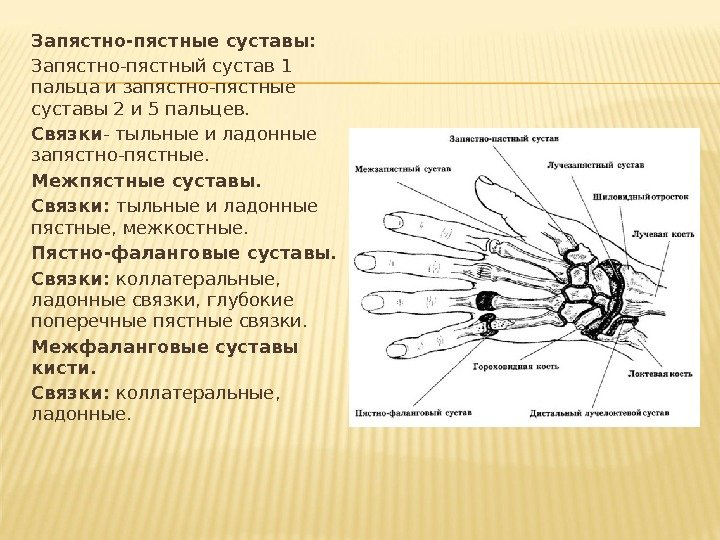 Запястно-пястные суставы:
Запястно-пястный сустав 1
пальца и запястно-пястные
суставы 2 и 5 пальцев.
Связки- тыльные и ладонные
запястно-пястные.
Межпястные суставы.
Связки: тыльные и ладонные
пястные, межкостные.
Пястно-фаланговые суставы.
Связки: коллатеральные,
ладонные связки, глубокие
поперечные пястные связки.
Межфаланговые суставы
кисти.
Связки: коллатеральные,
ладонные.
Запястно-пястный сустав
Межзапястный сустав
Лучезапястный сустав
Шиловидный отросток
Лучевая кость
Гороховидная кость
Локтевая кость
Пястно-фаланговый сустав
Дистальный лучелоктевой сустав